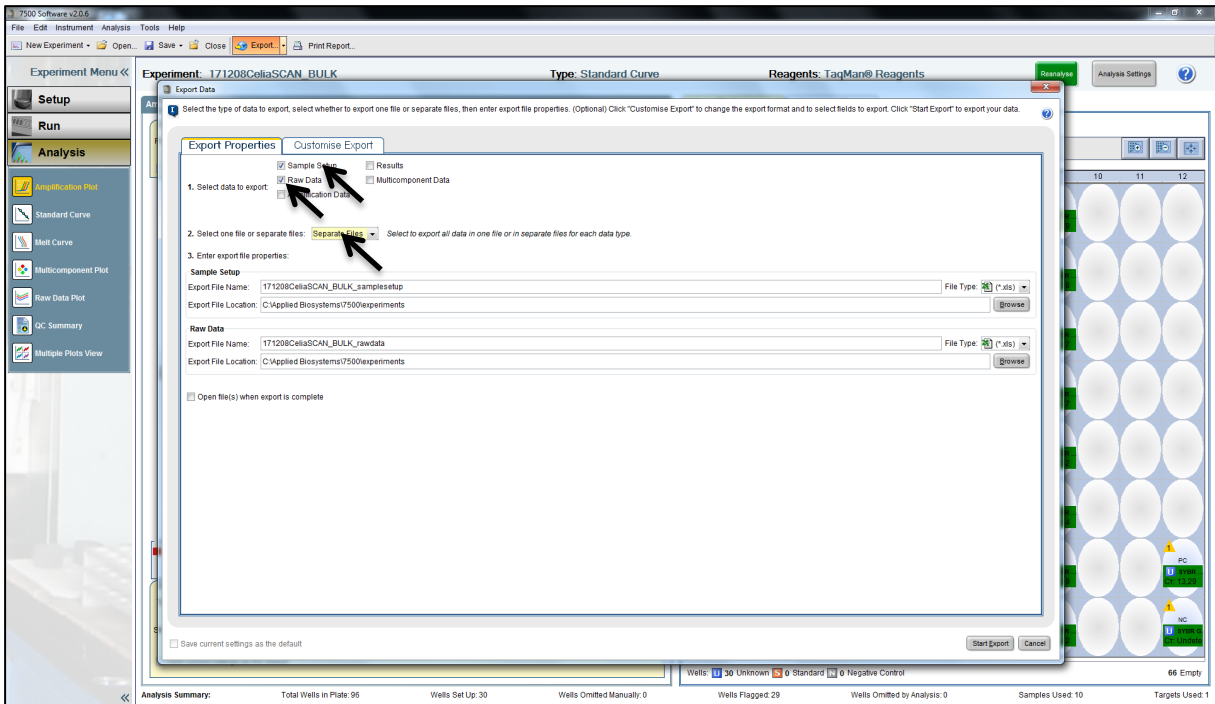 7500 Software v2.0.6
File Edit Instrument Analysis Tools Help
New Experiment Open... Save Close Export... Print Report...
Experiment Menu «
Experiment: 171208CeliaSCAN_BULK Type: Standard Curve Reagents: TaqMan® Reagents
Reanalyse Analysis Settings ?
Setup
Run
Analysis
Amplification Plot
Standard Curve
Melt Curve
Multicomponent Plot
Raw Data Plot
QC Summary
Multiple Plots View
«
Export Data
Select the type of data to export, select whether to export one file or separate files, then enter export file properties. (Optional) Click "Customise Export" to change the export format and to select fields to export. Click "Start Export" to export your data.
Export Properties Customise Export
1. Select data to export:
Sample Setup Results
Raw Data Multicomponent Data
Data
2. Select one file or separate files: Separate Files Select to export all data in one file or in separate files for each data type.
3. Enter export file properties:
Sample Setup
Export File Name: 171208CeliaSCAN_BULK_samplesetup File Type: (*.xls)
Export File Location: C:\Applied Biosystems\7500\experiments Browse
Raw Data
Export File Name: 171208CeliaSCAN_BULK_rawdata File Type: (*.xls)
Export File Location: C:\Applied Biosystems\7500\experiments Browse
Open file(s) when export is complete
Save current settings as the default
Start Export Cancel
10 11 12
1
PC
U SYBR
CT: 13,29
1
NC
U SYBR G
CT: Undete
Wells: U 30 Unknown S 0 Standard N 0 Negative Control 66 Empty
Analysis Summary: Total Wells in Plate: 96 Wells Set Up: 30 Wells Omitted Manually: 0 Wells Flagged: 29 Wells Omitted by Analysis: 0 Samples Used: 10 Targets Used: 1